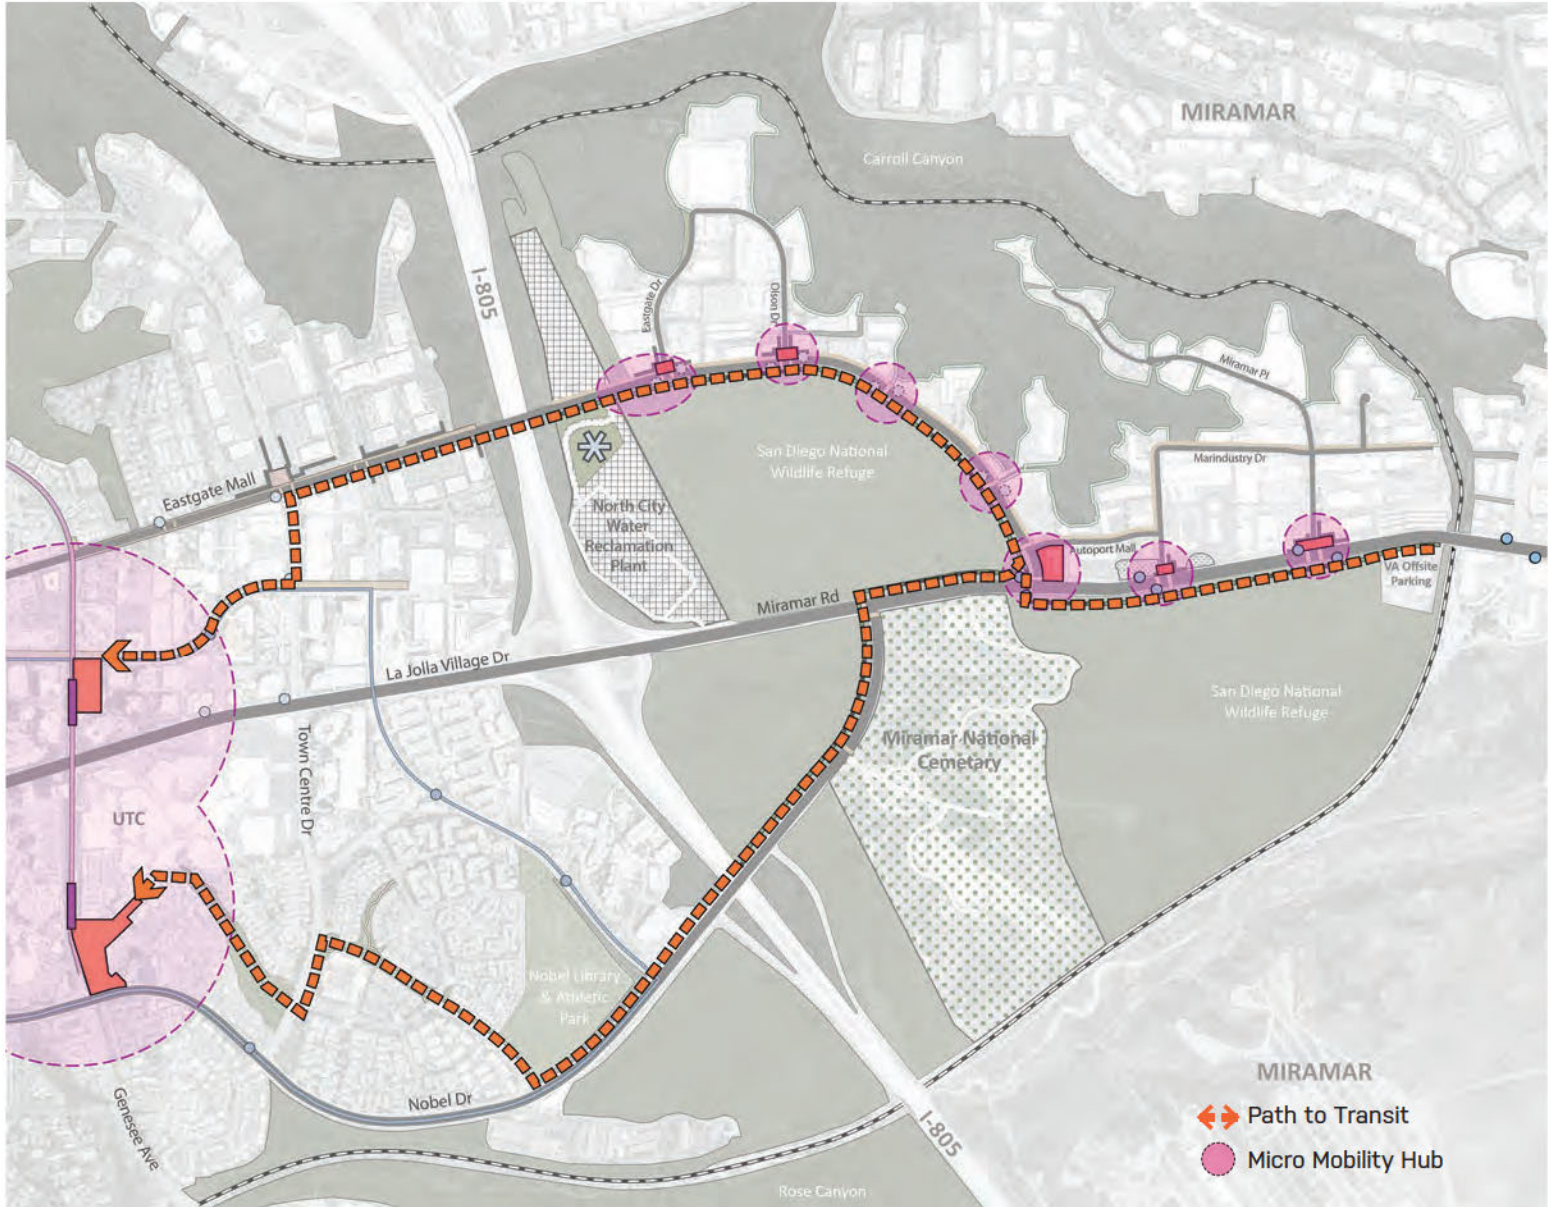 MIRAMAR
Carroll Canyon
I-805
Eastgate Dr
Olson Dr
Miramar Pl
San Diego National
Wildlife Refuge
Marindustry Dr
Eastgate Mall
North City
Water
Reclamation
Plant
Autoport Mall
VA Offsite
Parking
Miramar Rd
La Jolla Village Dr
San Diego National
Wildlife Refuge
Miramar National
Cemetary
Town Centre Dr
UTC
Nobel Library
& Athletic
Park
MIRAMAR
Nobel Dr
Genesee Ave
I-805
Path to Transit
Micro Mobility Hub
Rose Canyon